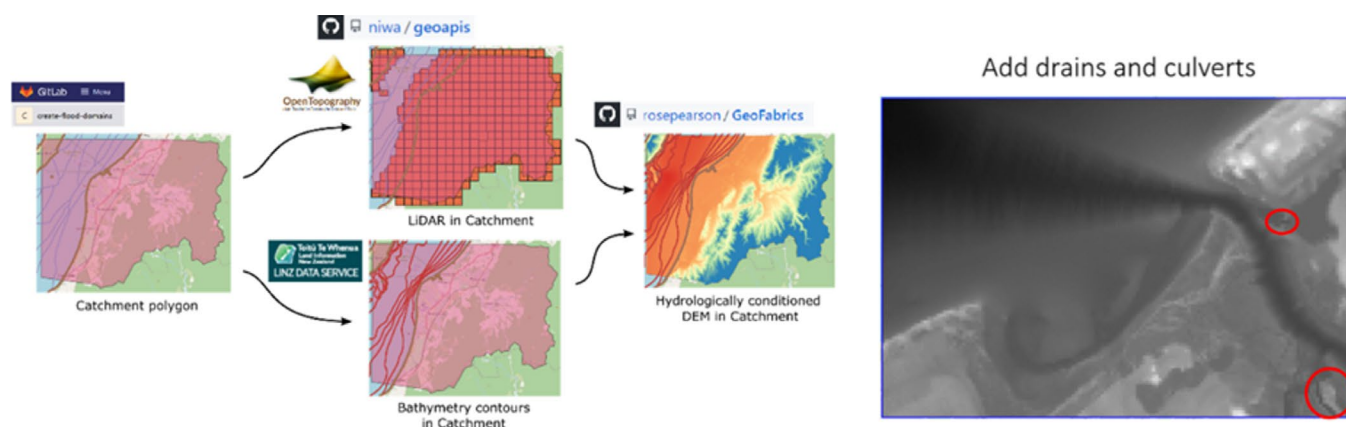 niwa / geoapis
GitLab
Menu
C create-flood-domains
OpenTopography
LiDAR in Catchment
rosepearson / GeoFabrics
Add drains and culverts
Catchment polygon
Toitū Te Whenua
Land Information
New Zealand
LINZ DATA SERVICE
Hydrologically conditioned
DEM in Catchment
Bathymetry contours
in Catchment